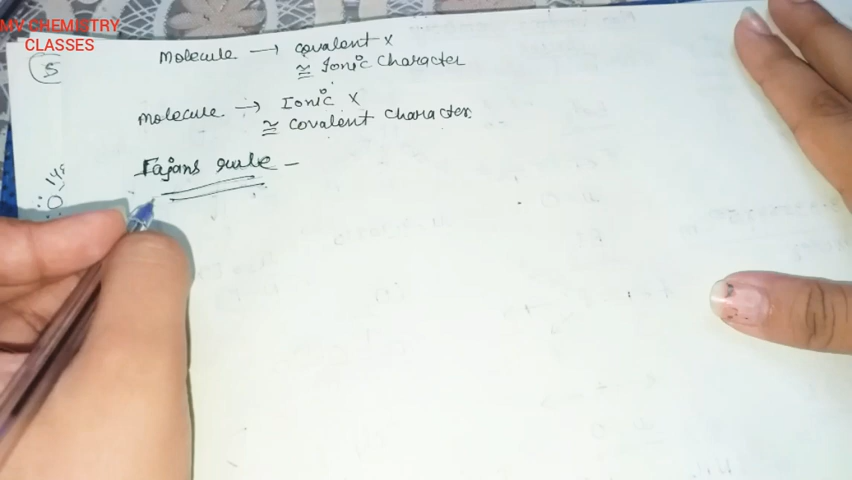 MY CHEMISTRY
CLASSES
5
Molecule → covalent x
≅ Ionic Character
Molecule → Ionic x
≅ covalent character
Fajans rule –